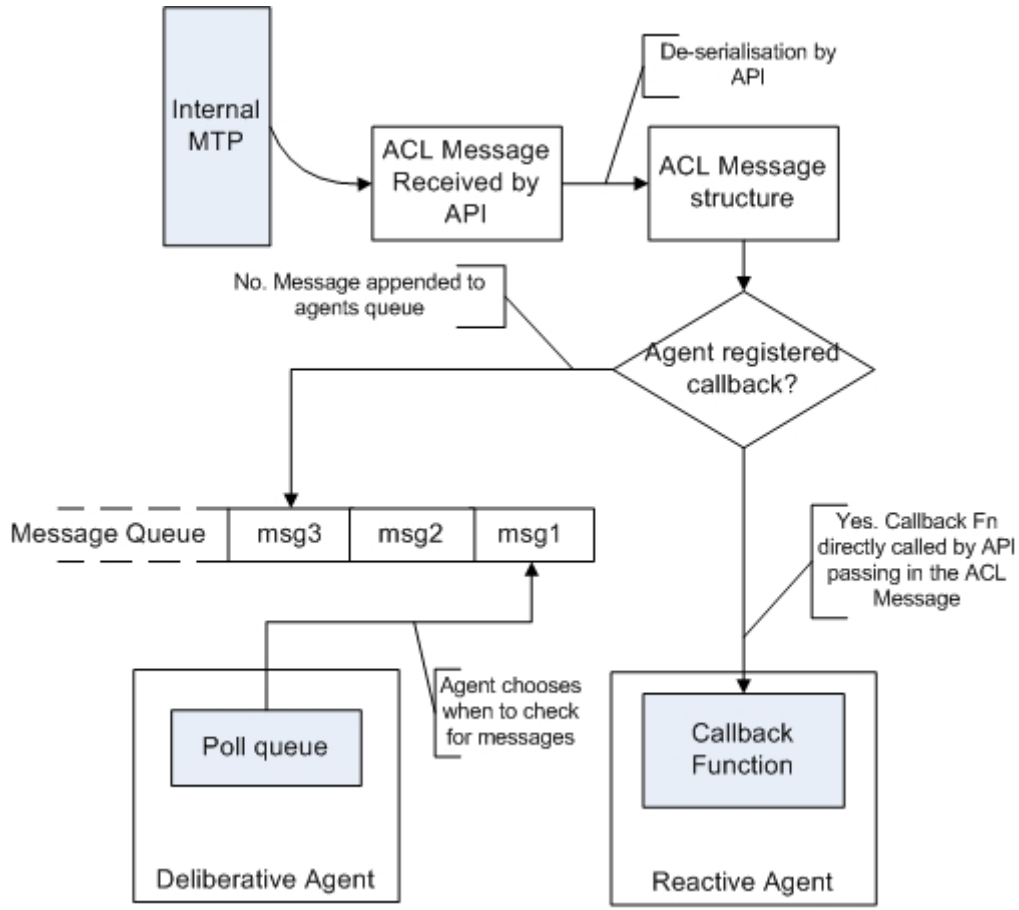 De-serialisation by
API
Internal
MTP
ACL Message
Received by
API
ACL Message
structure
No. Message appended to
agents queue
Agent registered
callback?
Message Queue
msg3
msg2
msg1
Yes. Callback Fn
directly called by API
passing in the ACL
Message
Agent chooses
when to check
for messages
Poll queue
Callback
Function
Deliberative Agent
Reactive Agent